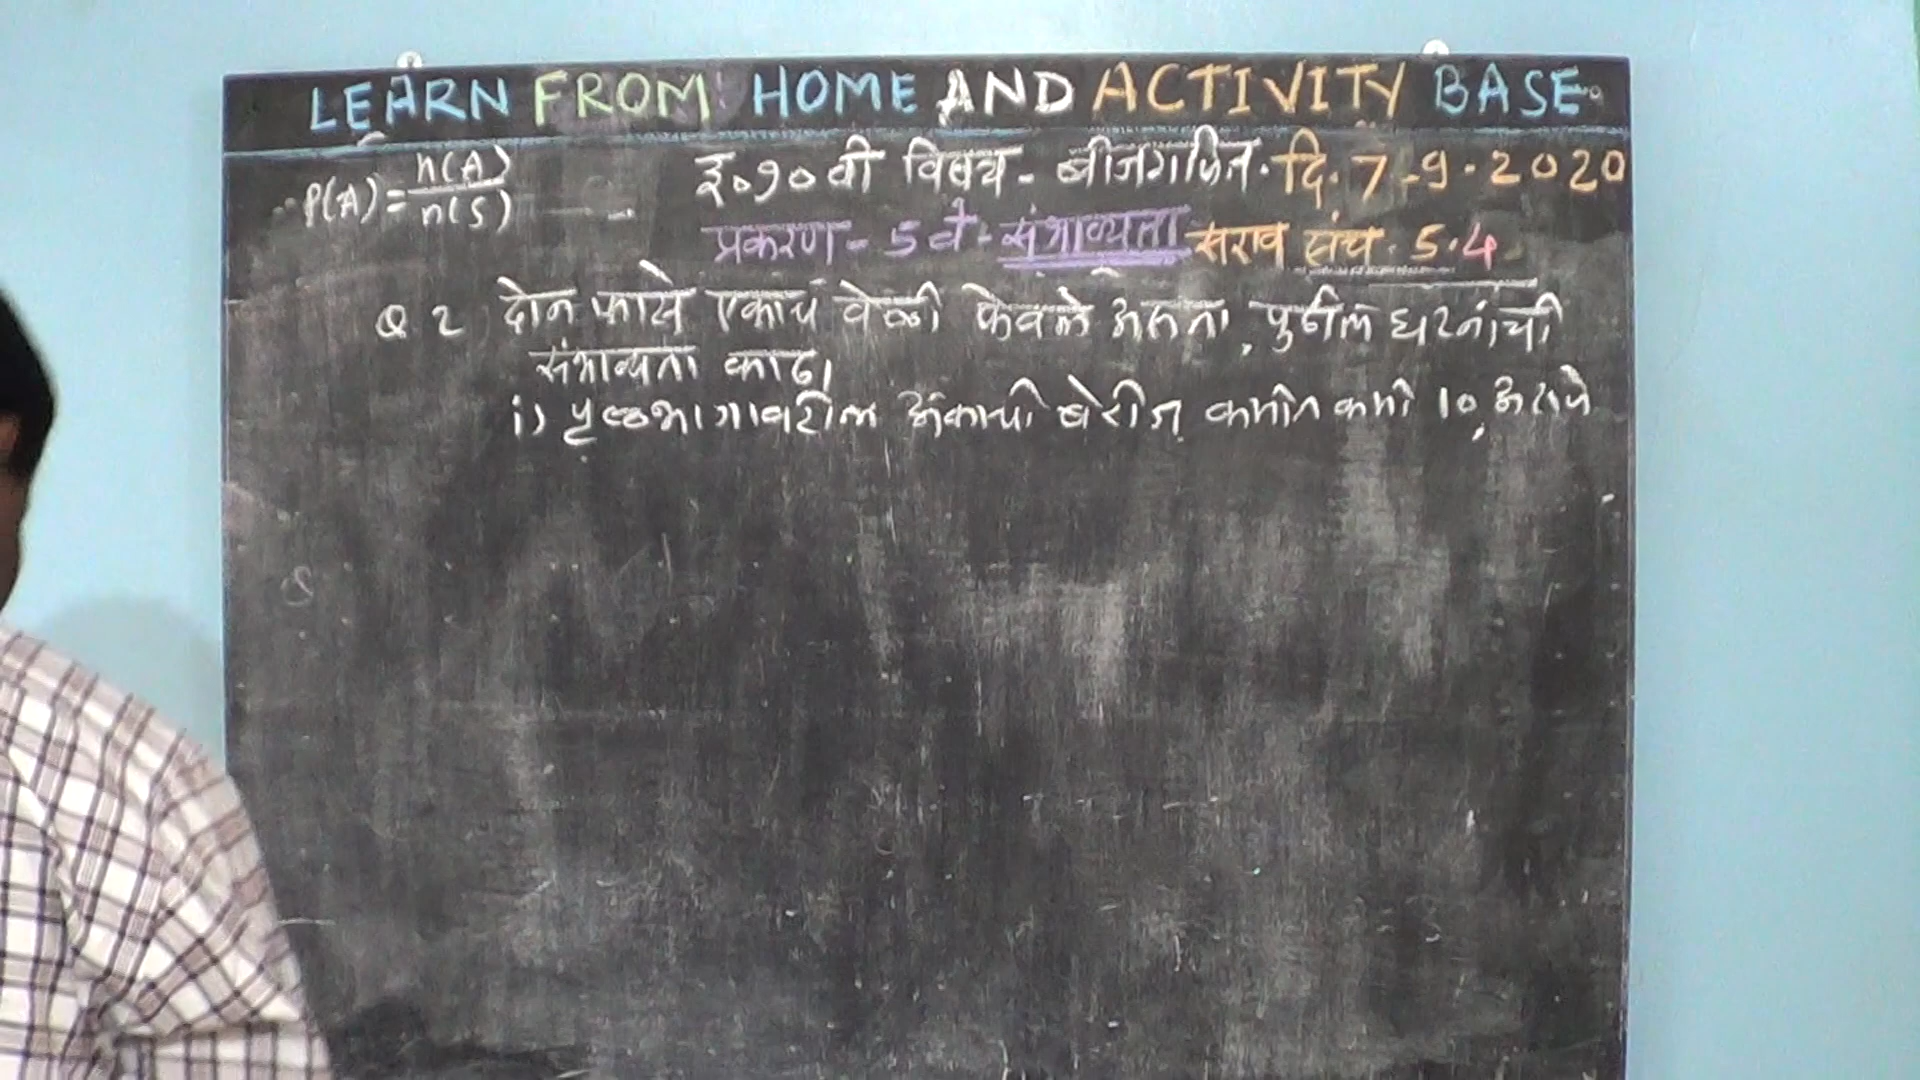 LEARN FROM HOME AND ACTIVITY BASE
P(A) = n(A) / n(S)
इ. १० वी विषय - बीजगणित. दि. 7-9-2020
प्रकरण - 5 वे - संभाव्यता सराव संच. 5.4
Q 2 दोन फासे एकाच वेळी फेकले असता, पुढील घटनांची
संभाव्यता काढा
i) पृष्ठभागावरील अंकाची बेरीज कमीत कमी 10 असणे